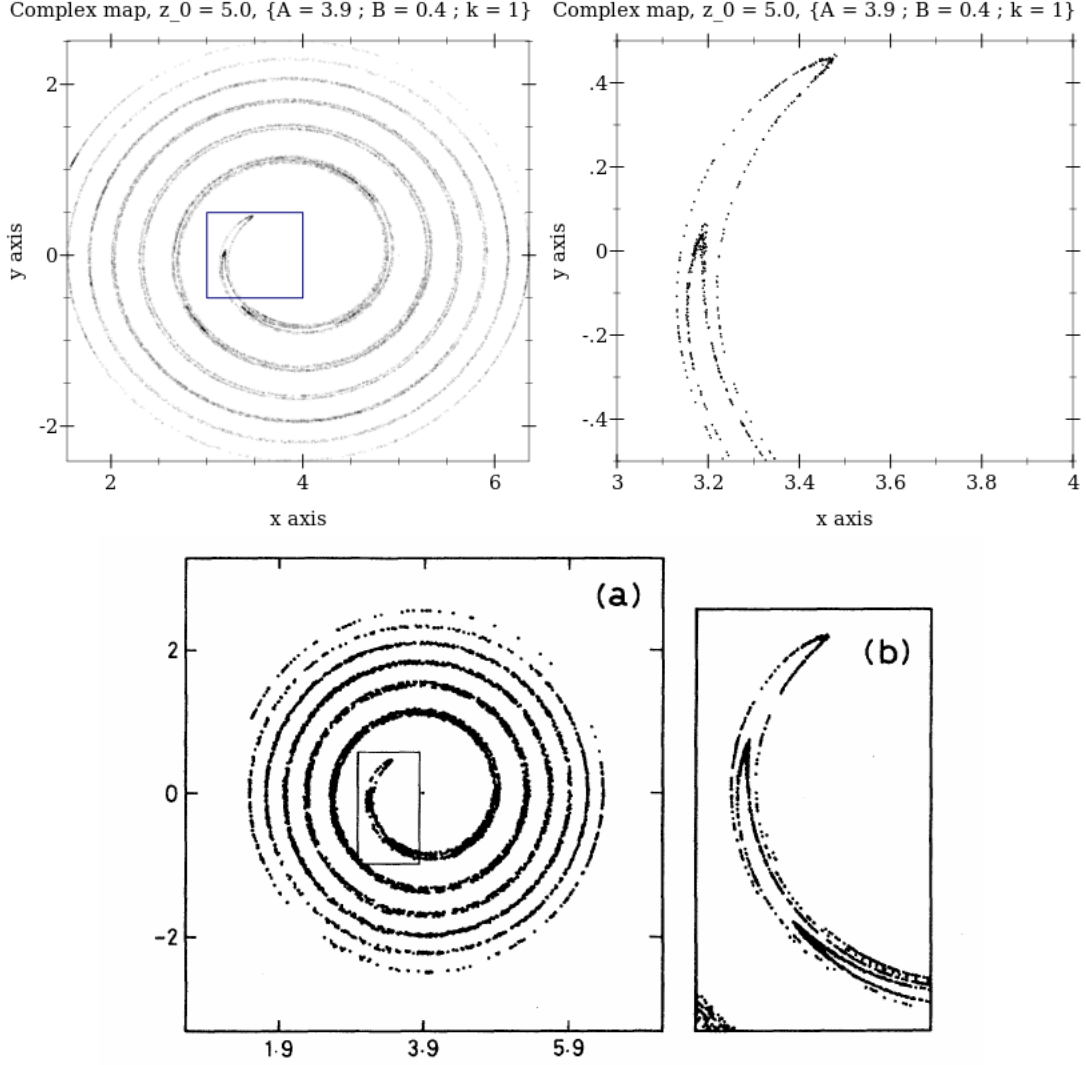 Complex map, z_0 = 5.0, {A = 3.9 ; B = 0.4 ; k = 1}
2
0
-2
y axis
2
4
6
x axis
Complex map, z_0 = 5.0, {A = 3.9 ; B = 0.4 ; k = 1}
.4
.2
0
-.2
-.4
y axis
3
3.2
3.4
3.6
3.8
4
x axis
(a)
2
0
-2
1·9
3·9
5·9
(b)